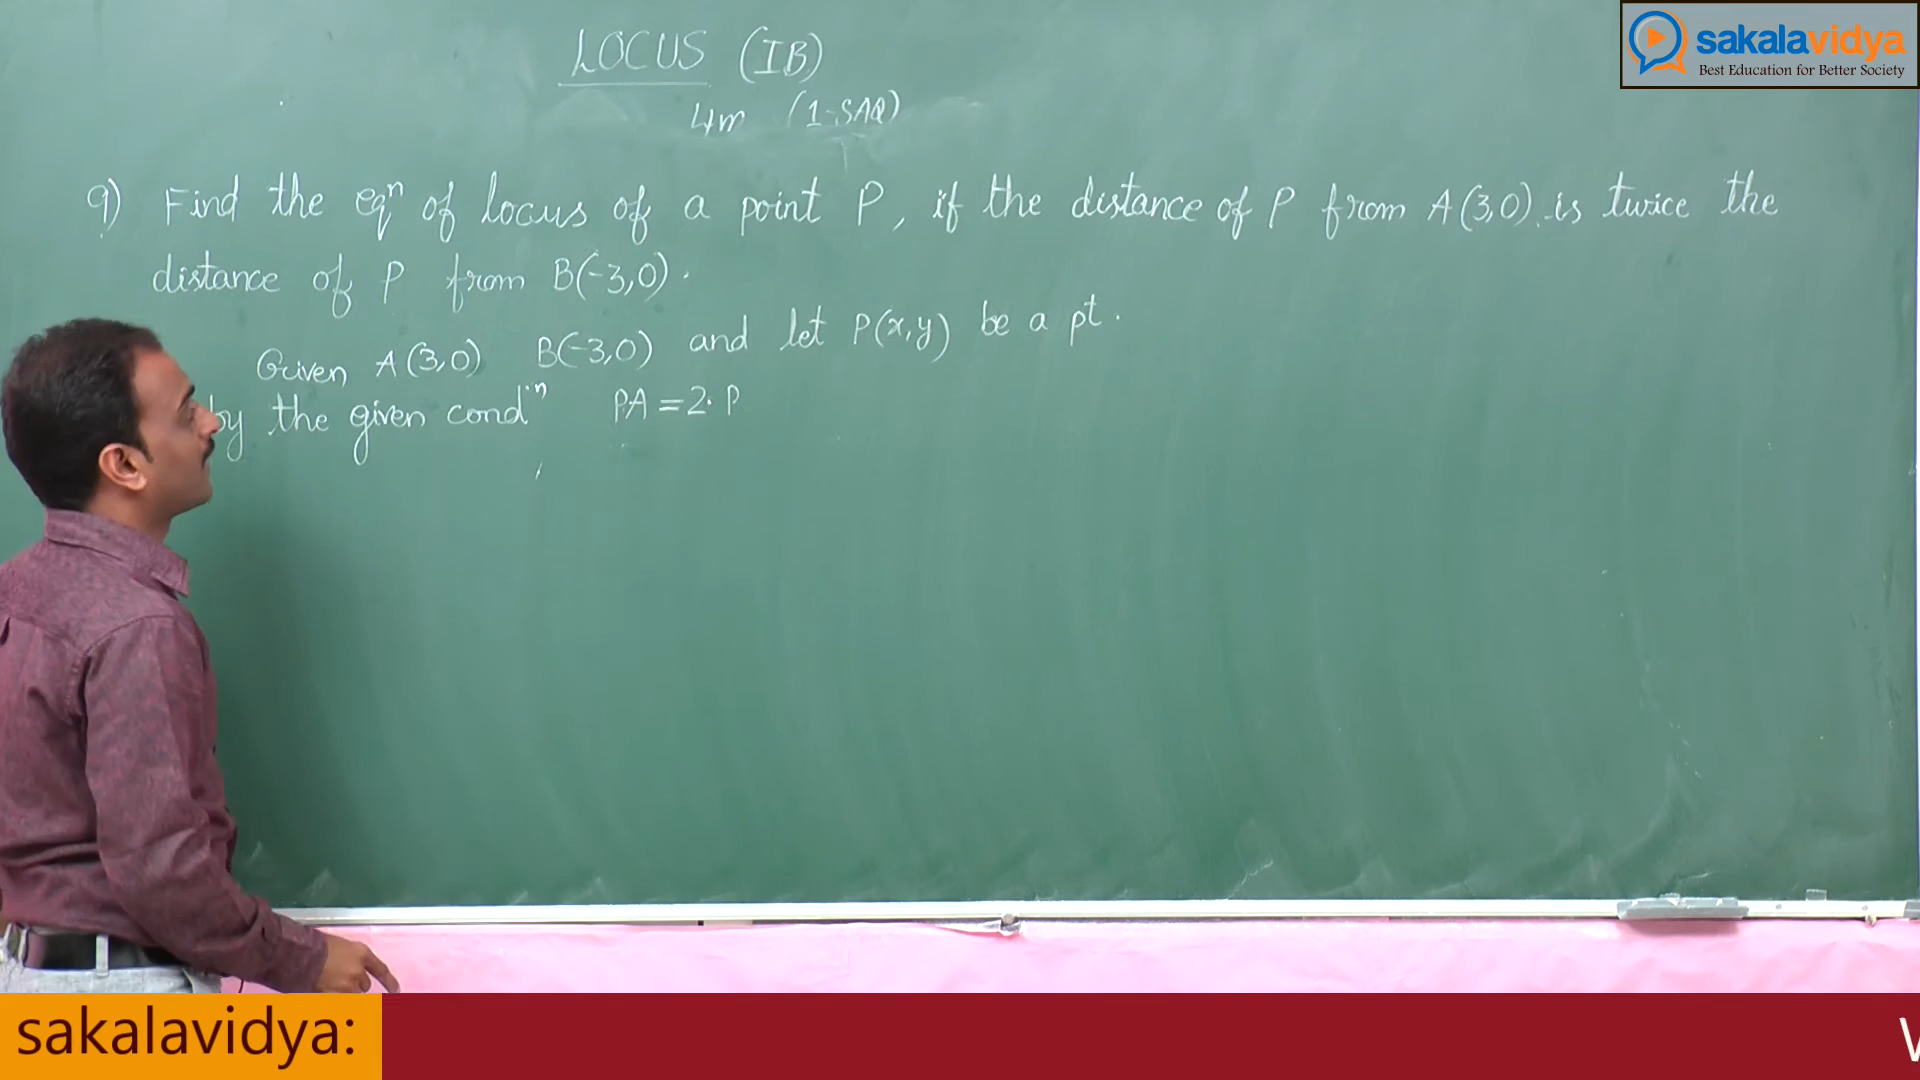 LOCUS (IB)
4m (1-SAQ)
sakalavidya
Best Education for Better Society
9) Find the eqⁿ of locus of a point P, if the distance of P from A(3,0) is twice the
distance of P from B(-3,0).
Given A(3,0) B(-3,0) and let P(x,y) be a pt.
by the given condⁿ PA = 2. P
sakalavidya: